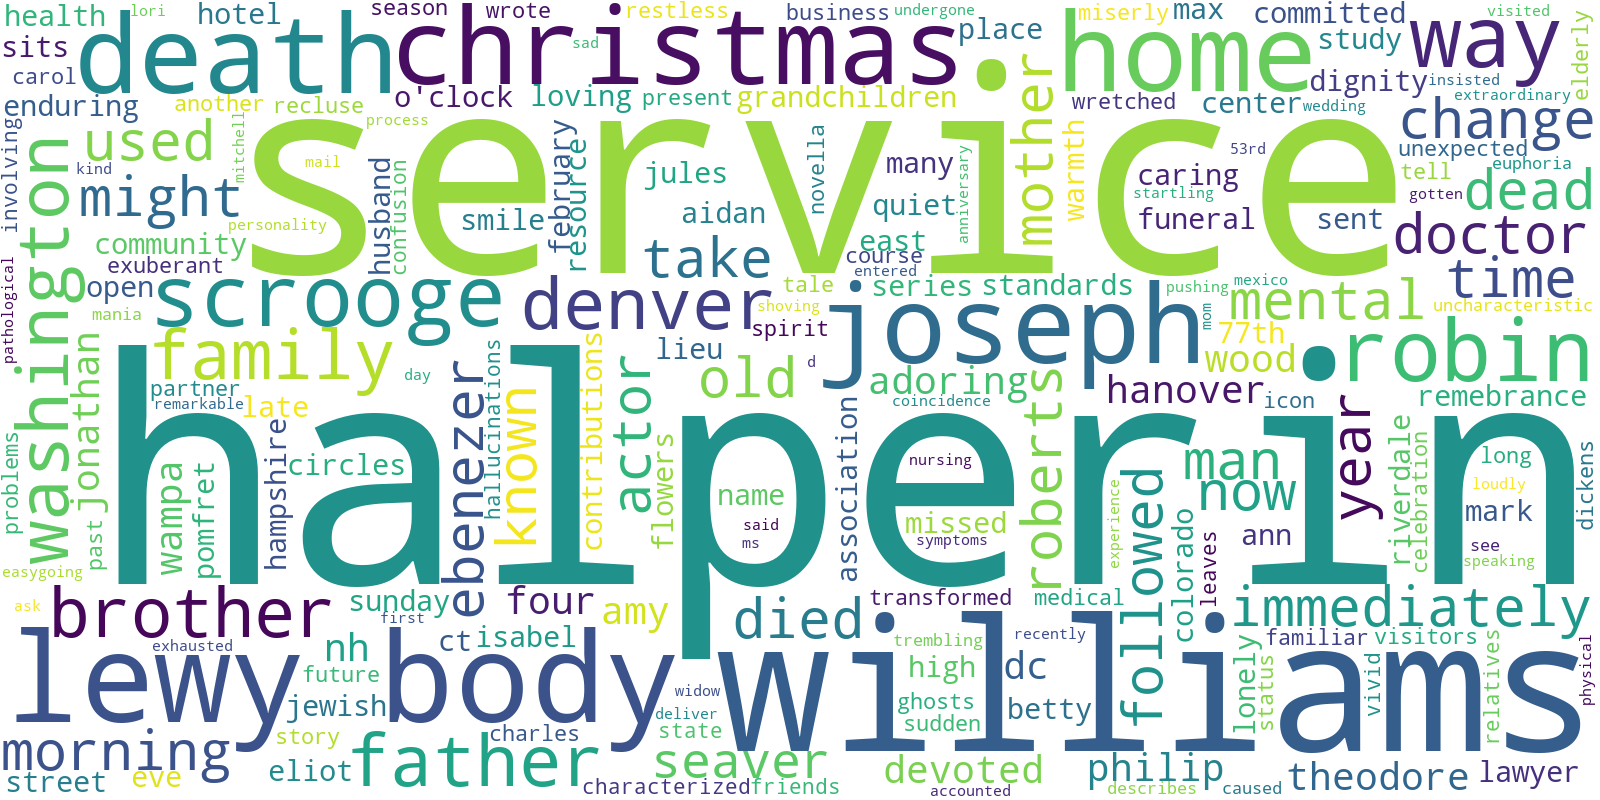 health
lori
hotel
season
wrote
restless
business
undergone
miserly
max
committed
visited
sits
death
christmas
sad
place
home
study
way
carol
dignity
insisted
elderly
enduring
another
recluse
o'clock
loving
present
grandchildren
wretched
center
wedding
extraordinary
process
involving
used
mitchell
mail
service
february
novella
many
mother
warmth
53rd
change
unexpected
kind
might
husband
confusion
resource
jules
caring
startling
tell
euphoria
gotten
dead
personality
smile
aidan
quiet
anniversary
funeral
sent
doctor
washington
community
east
course
exuberant
take
entered
pathological
open
scrooge
denver
tale
series
standards
pushing
mexico
mental
time
mania
shoving
spirit
joseph
mom
77th
uncharacteristic
jonathan
family
hallucinations
contributions
lieu
d
wood
robin
partner
day
actor
old
adoring
hanover
icon
remebrance
remarkable
late
known
coincidence
problems
past
wampa
pomfret
hampshire
circles
ebenezer
flowers
name
association
nursing
roberts
man
year
riverdale
celebration
long
dickens
halperin
said
ms
missed
symptoms
experience
followed
now
colorado
leaves
ann
loudly
mark
see
speaking
easygoing
ask
brother
sunday
first
four
amy
died
transformed
medical
immediately
exhausted
nh
ct
isabel
trembling
recently
familiar
visitors
lewy
body
williams
high
dc
lonely
status
vivid
relatives
physical
future
jewish
widow
deliver
ghosts
sudden
betty
story
charles
state
morning
father
seaver
devoted
philip
theodore
lawyer
street
eve
eliot
characterized
friends
accounted
describes
caused